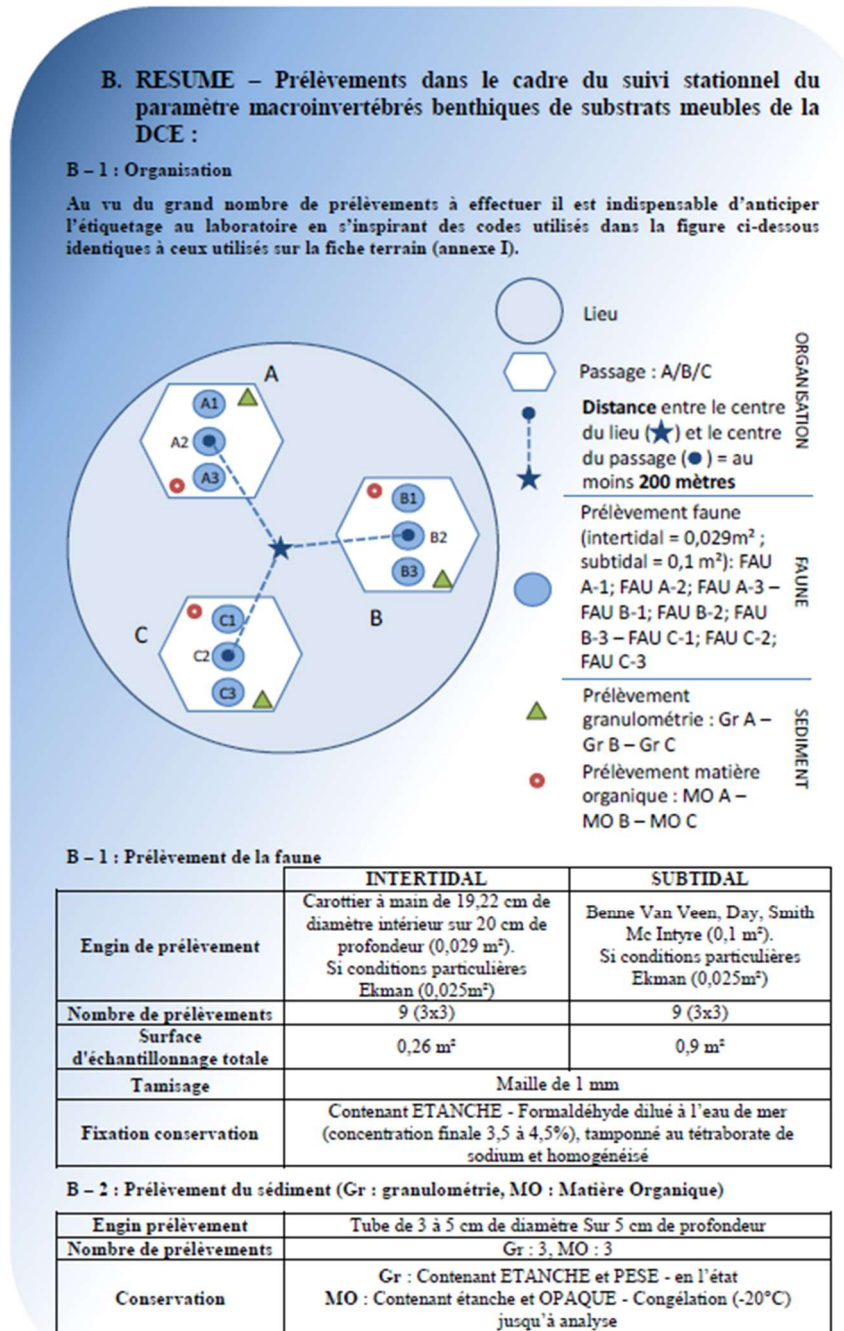 B. RESUME – Prélèvements dans le cadre du suivi stationnel du
paramètre macroinvertébrés benthiques de substrats meubles de la
DCE :
B – 1 : Organisation
Au vu du grand nombre de prélèvements à effectuer il est indispensable d'anticiper
l'étiquetage au laboratoire en s'inspirant des codes utilisés dans la figure ci-dessous
identiques à ceux utilisés sur la fiche terrain (annexe I).
A
A1
A2
A3
B1
B2
B3
B
C
C1
C2
C3
Lieu
Passage : A/B/C
Distance entre le centre
du lieu (★) et le centre
du passage (●) = au
moins 200 mètres
ORGANISATION
Prélèvement faune
(intertidal = 0,029m² ;
subtidal = 0,1 m²): FAU
A-1; FAU A-2; FAU A-3 –
FAU B-1; FAU B-2; FAU
B-3 – FAU C-1; FAU C-2;
FAU C-3
FAUNE
Prélèvement
granulométrie : Gr A –
Gr B – Gr C
Prélèvement matière
organique : MO A –
MO B – MO C
SEDIMENT
B – 1 : Prélèvement de la faune
INTERTIDAL
SUBTIDAL
Engin de prélèvement
Carottier à main de 19,22 cm de
diamètre intérieur sur 20 cm de
profondeur (0,029 m²).
Si conditions particulières
Ekman (0,025m²)
Benne Van Veen, Day, Smith
Mc Intyre (0,1 m²).
Si conditions particulières
Ekman (0,025m²)
Nombre de prélèvements
9 (3x3)
9 (3x3)
Surface
d'échantillonnage totale
0,26 m²
0,9 m²
Tamisage
Maille de 1 mm
Fixation conservation
Contenant ETANCHE - Formaldéhyde dilué à l'eau de mer
(concentration finale 3,5 à 4,5%), tamponné au tétraborate de
sodium et homogénéisé
B – 2 : Prélèvement du sédiment (Gr : granulométrie, MO : Matière Organique)
Engin prélèvement
Tube de 3 à 5 cm de diamètre Sur 5 cm de profondeur
Nombre de prélèvements
Gr : 3, MO : 3
Conservation
Gr : Contenant ETANCHE et PESE - en l'état
MO : Contenant étanche et OPAQUE - Congélation (-20°C)
jusqu'à analyse